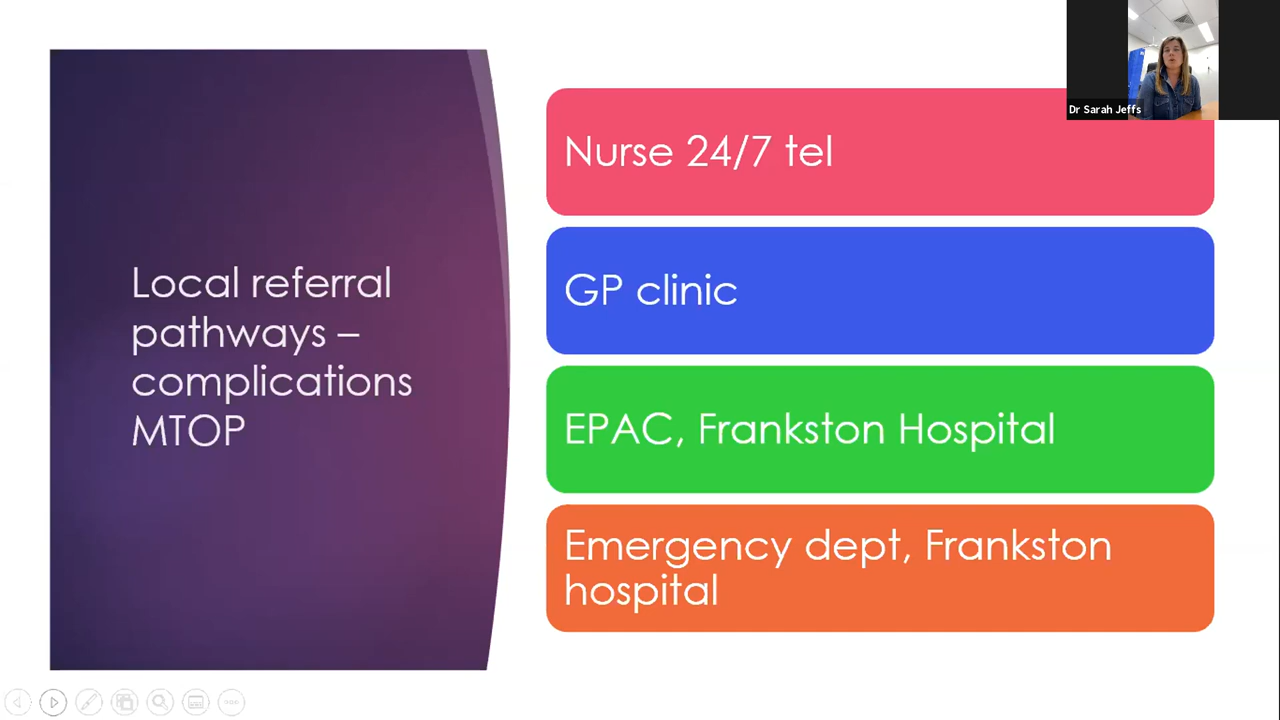 Dr Sarah Jeffs
Local referral
pathways –
complications
MTOP
Nurse 24/7 tel
GP clinic
EPAC, Frankston Hospital
Emergency dept, Frankston
hospital